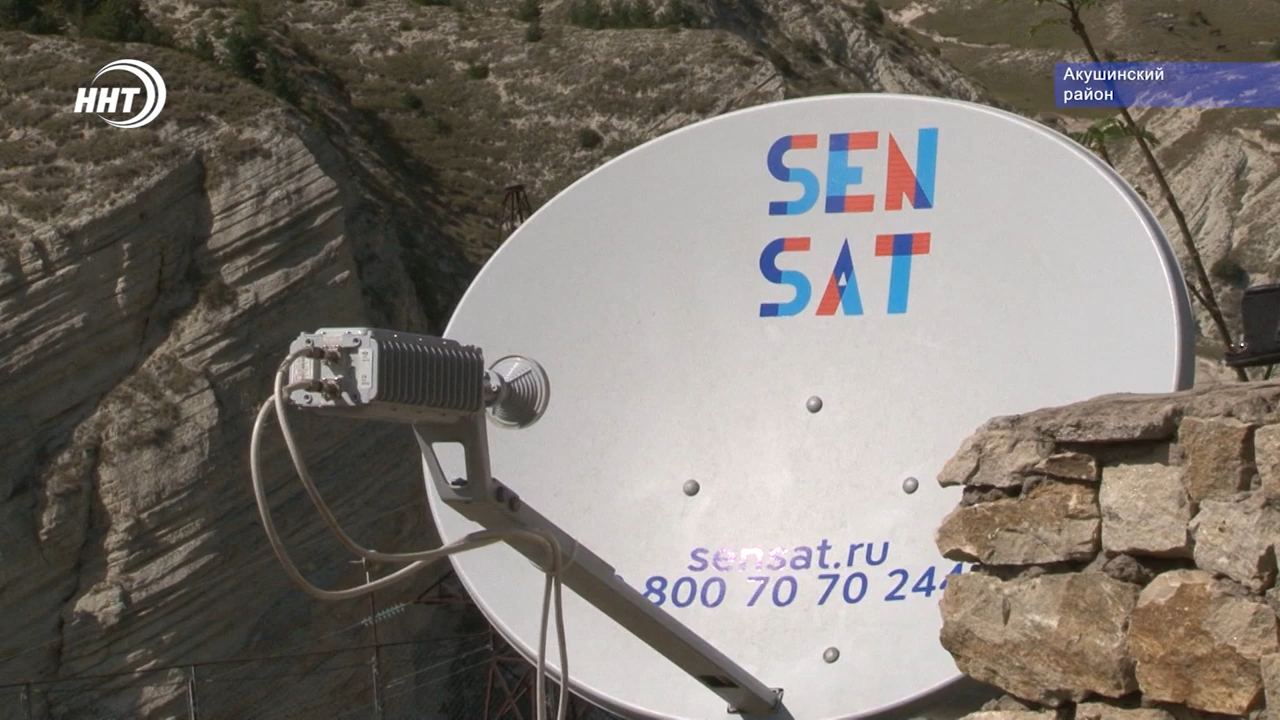 ННТ
Акушинский
район
SEN
SAT
sensat.ru
800 70 70 244